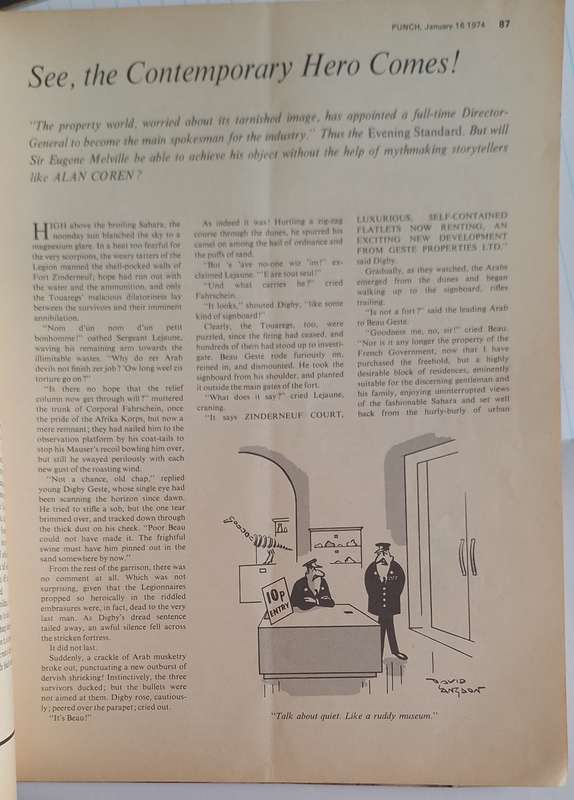 PUNCH, January 16 1974 87
See, the Contemporary Hero Comes!
"The property world, worried about its tarnished image, has appointed a full-time Director-
General to become the main spokesman for the industry." Thus the Evening Standard. But will
Sir Eugene Melville be able to achieve his object without the help of mythmaking storytellers
like ALAN COREN?
HIGH above the broiling Sahara, the
noonday sun blanched the sky to a
magnesium glare. In a heat too fearful for
the very scorpions, the weary tatters of the
Legion manned the shell-pocked walls of
Fort Zinderneuf; hope had run out with
the water and the ammunition, and only
the Touaregs' malicious dilatoriness lay
between the survivors and their imminent
annihilation.
"Nom d'un nom d'un petit
bonhomme!" oathed Sergeant Lejaune,
waving his remaining arm towards the
illimitable wastes. "Why do zer Arab
devils not finish zer job? 'Ow long weel zis
torture go on?"
"Is there no hope that the relief
column now get through will?" muttered
the trunk of Corporal Fahrschein, once
the pride of the Afrika Korps, but now a
mere remnant; they had nailed him to the
observation platform by his coat-tails to
stop his Mauser's recoil bowling him over,
but still he swayed perilously with each
new gust of the roasting wind.
"Not a chance, old chap," replied
young Digby Geste, whose single eye had
been scanning the horizon since dawn.
He tried to stifle a sob, but the one tear
brimmed over, and tracked down through
the thick dust on his cheek. "Poor Beau
could not have made it. The frightful
swine must have him pinned out in the
sand somewhere by now."
From the rest of the garrison, there was
no comment at all. Which was not
surprising, given that the Legionnaires
propped so heroically in the riddled
embrasures were, in fact, dead to the very
last man. As Digby's dread sentence
tailed away, an awful silence fell across
the stricken fortress.
It did not last.
Suddenly, a crackle of Arab musketry
broke out, punctuating a new outburst of
dervish shrieking! Instinctively, the three
survivors ducked; but the bullets were
not aimed at them. Digby rose, cautious-
ly; peered over the parapet; cried out.
"It's Beau!"
As indeed it was! Hurtling a zig-zag
course through the dunes, he spurred his
camel on among the hail of ordnance and
the puffs of sand.
"But 'e 'ave no-one wiz 'im!" ex-
claimed Lejaune. "'E are tout seul!"
"Und what carries he?" cried
Fahrschein.
"It looks," shouted Digby, "like some
kind of signboard!"
Clearly, the Touaregs, too, were
puzzled, since the firing had ceased, and
hundreds of them had stood up to investi-
gate. Beau Geste rode furiously on,
reined in, and dismounted. He took the
signboard from his shoulder, and planted
it outside the main gates of the fort.
"What does it say?" cried Lejaune,
craning.
"It says ZINDERNEUF COURT,
LUXURIOUS, SELF-CONTAINED
FLATLETS NOW RENTING, AN
EXCITING NEW DEVELOPMENT
FROM GESTE PROPERTIES LTD,"
said Digby.
Gradually, as they watched, the Arabs
emerged from the dunes and began
walking up to the signboard, rifles
trailing.
"Is not a fort?" said the leading Arab
to Beau Geste.
"Goodness me, no, sir!" cried Beau.
"Nor is it any longer the property of the
French Government, now that I have
purchased the freehold, but a highly
desirable block of residences, eminently
suitable for the discerning gentleman and
his family, enjoying uninterrupted views
of the fashionable Sahara and set well
back from the hurly-burly of urban
10p
ENTRY
DAVID
LANGDON
"Talk about quiet. Like a ruddy museum."